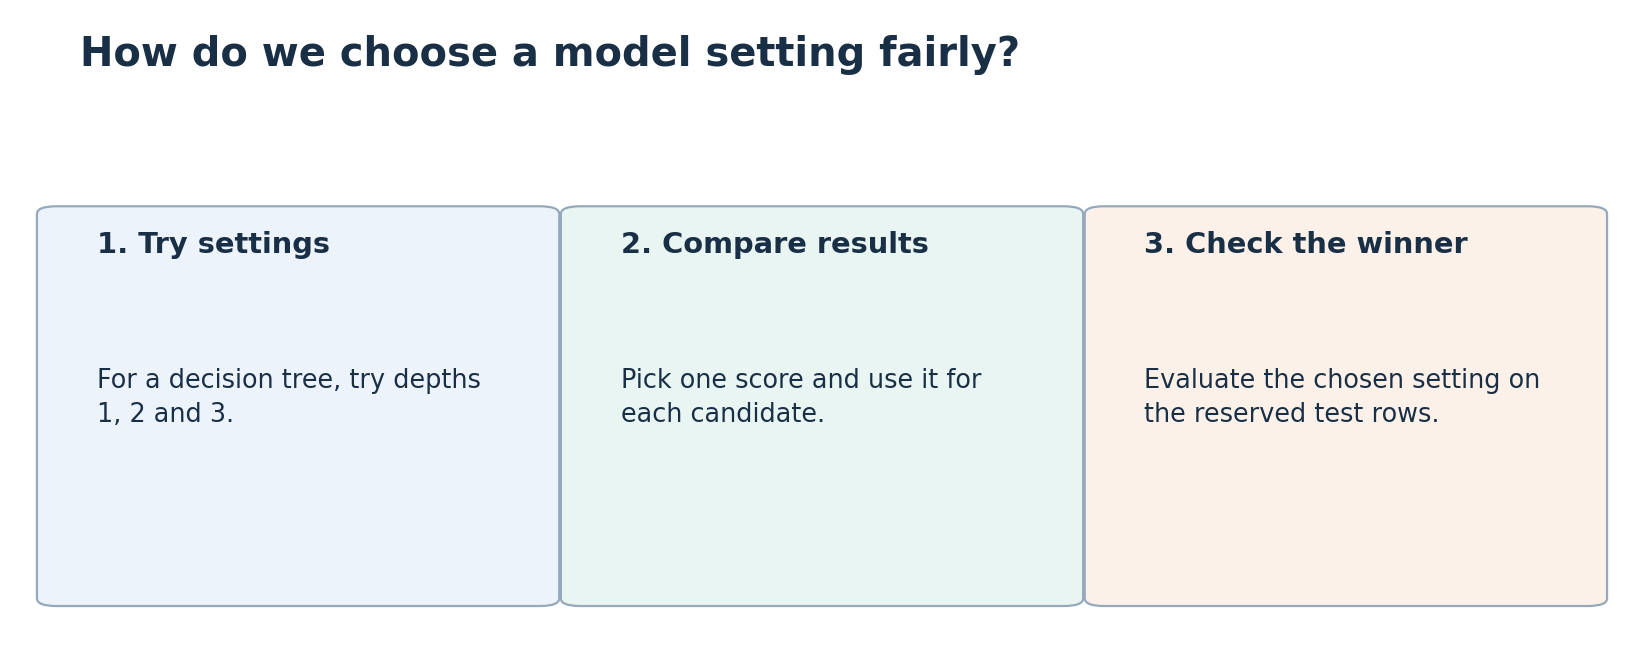 How do we choose a model setting fairly?
1. Try settings
For a decision tree, try depths
1, 2 and 3.
2. Compare results
Pick one score and use it for
each candidate.
3. Check the winner
Evaluate the chosen setting on
the reserved test rows.